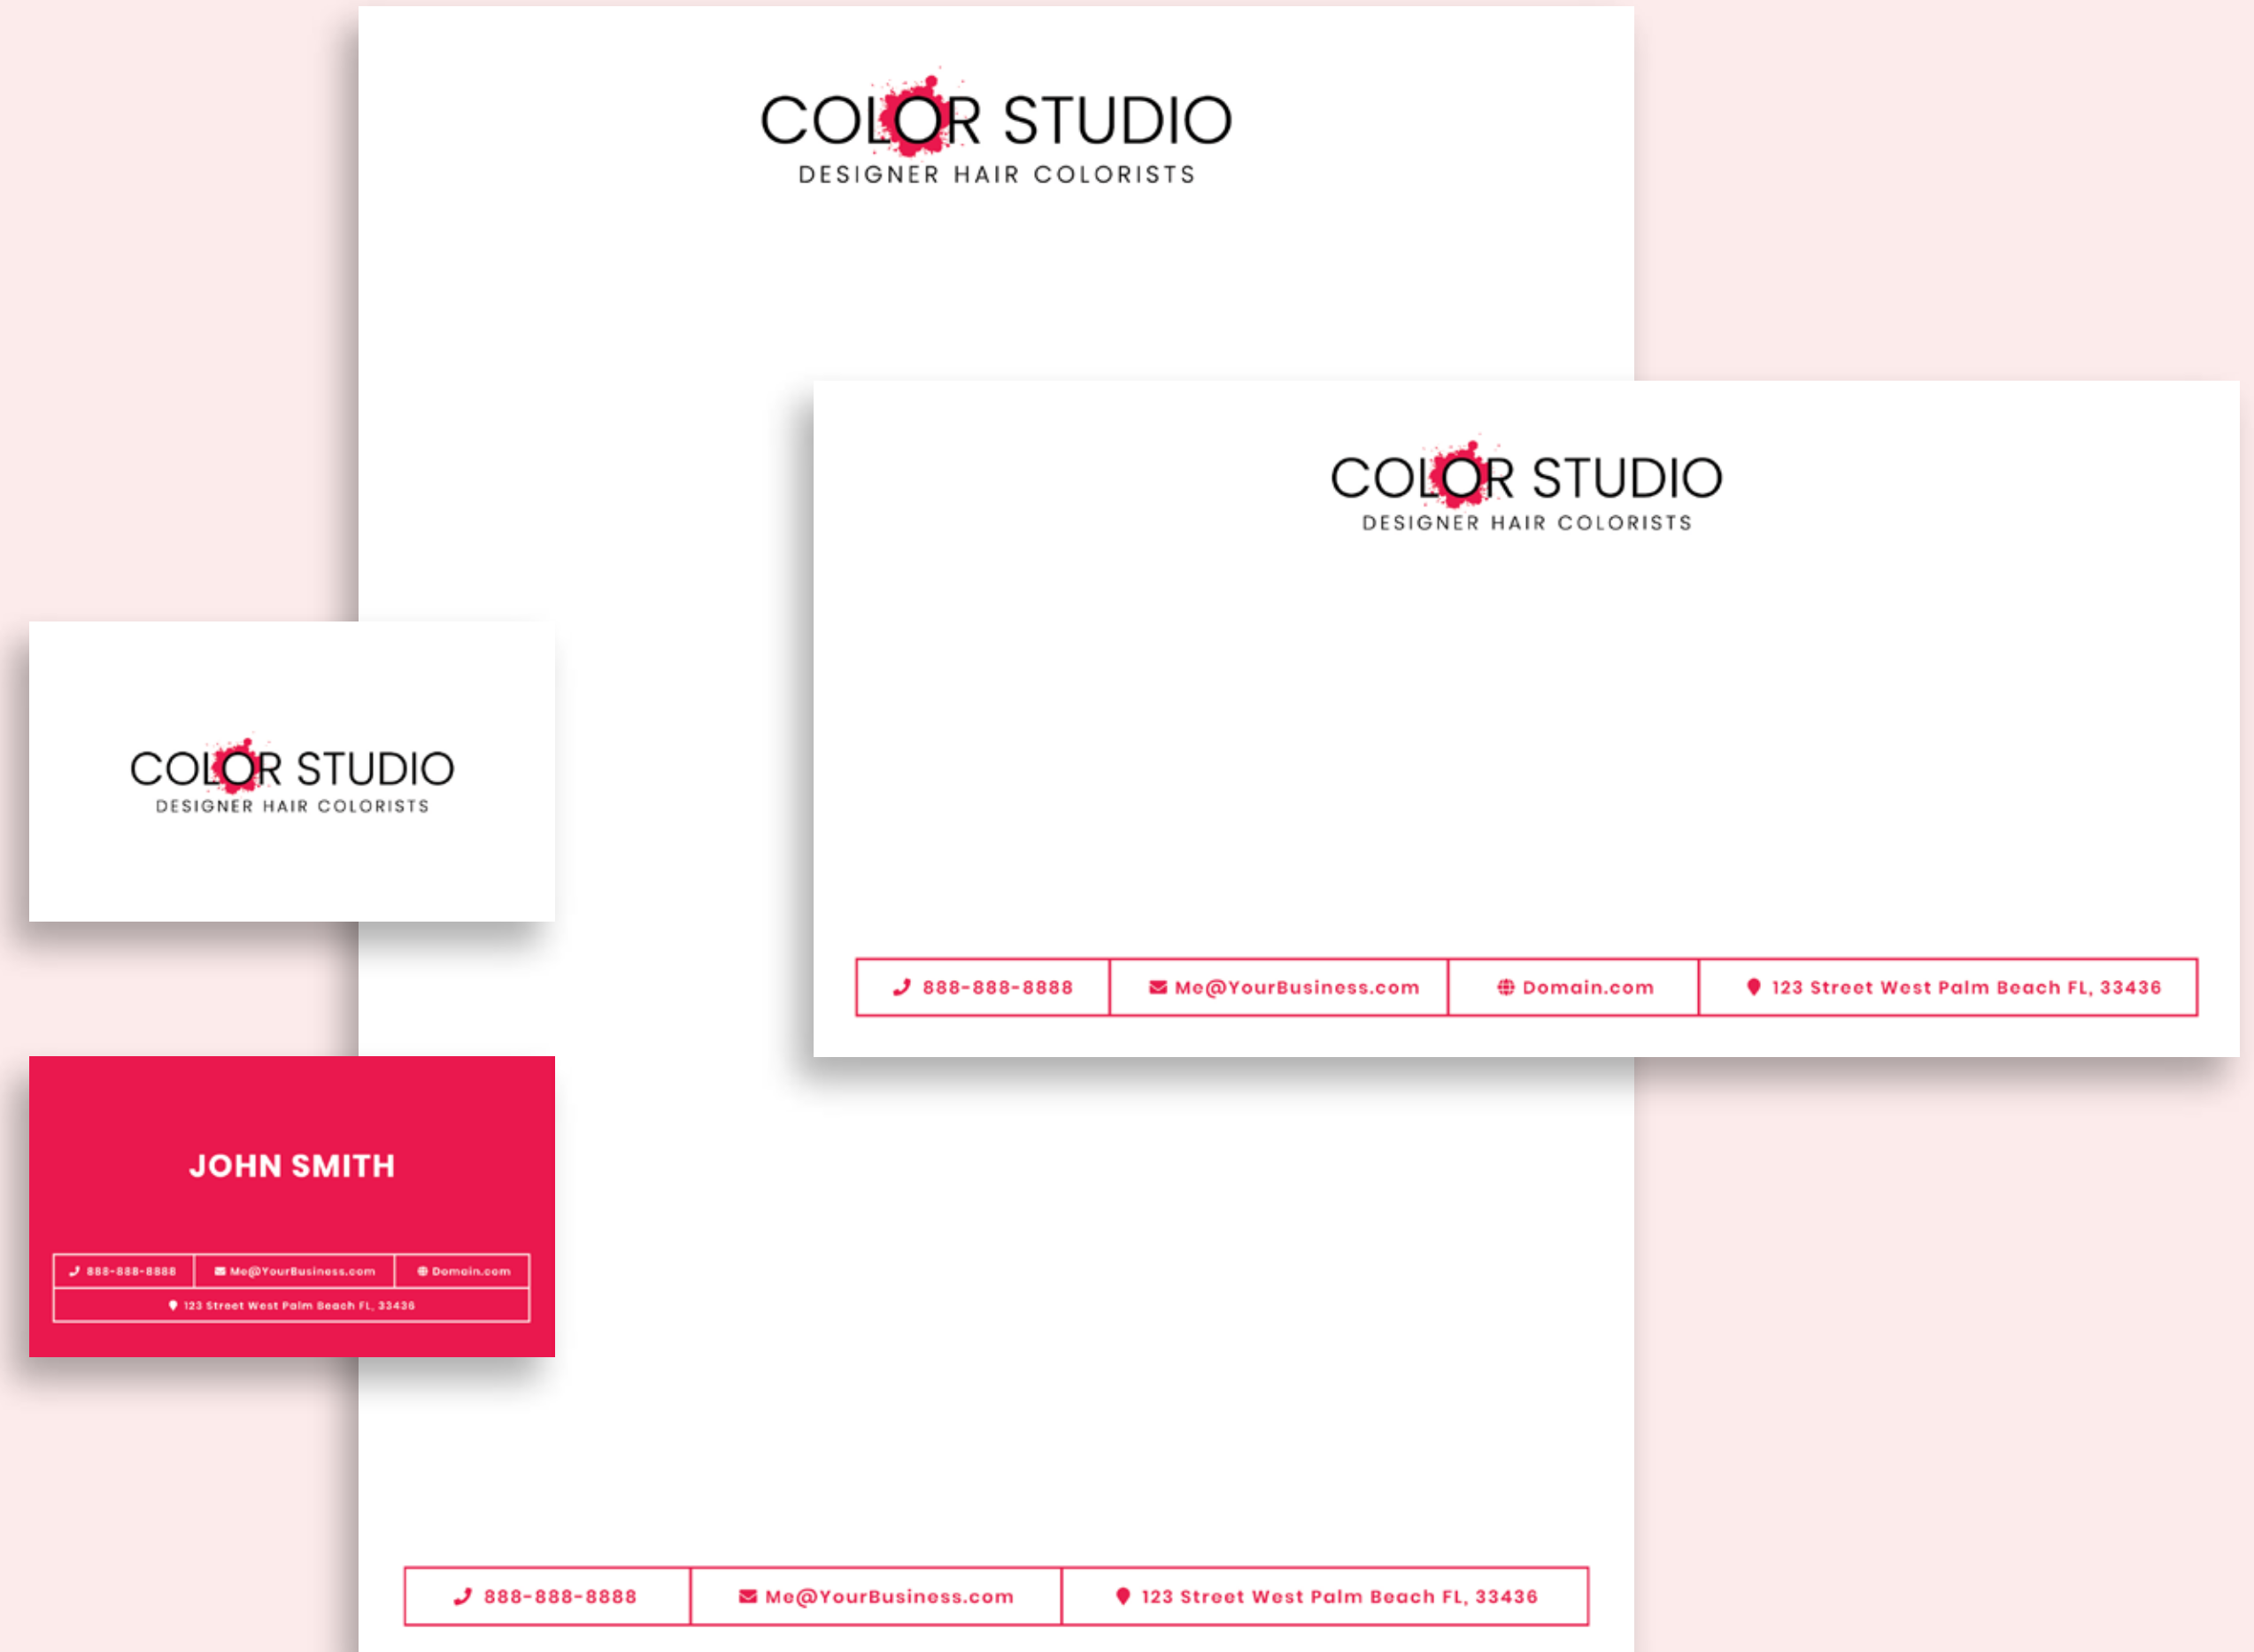 COLOR STUDIO
DESIGNER HAIR COLORISTS
COLOR STUDIO
DESIGNER HAIR COLORISTS
888-888-8888 Me@YourBusiness.com Domain.com 123 Street West Palm Beach FL, 33436
COLOR STUDIO
DESIGNER HAIR COLORISTS
JOHN SMITH
888-888-8888 Me@YourBusiness.com Domain.com
123 Street West Palm Beach FL, 33436
888-888-8888 Me@YourBusiness.com 123 Street West Palm Beach FL, 33436